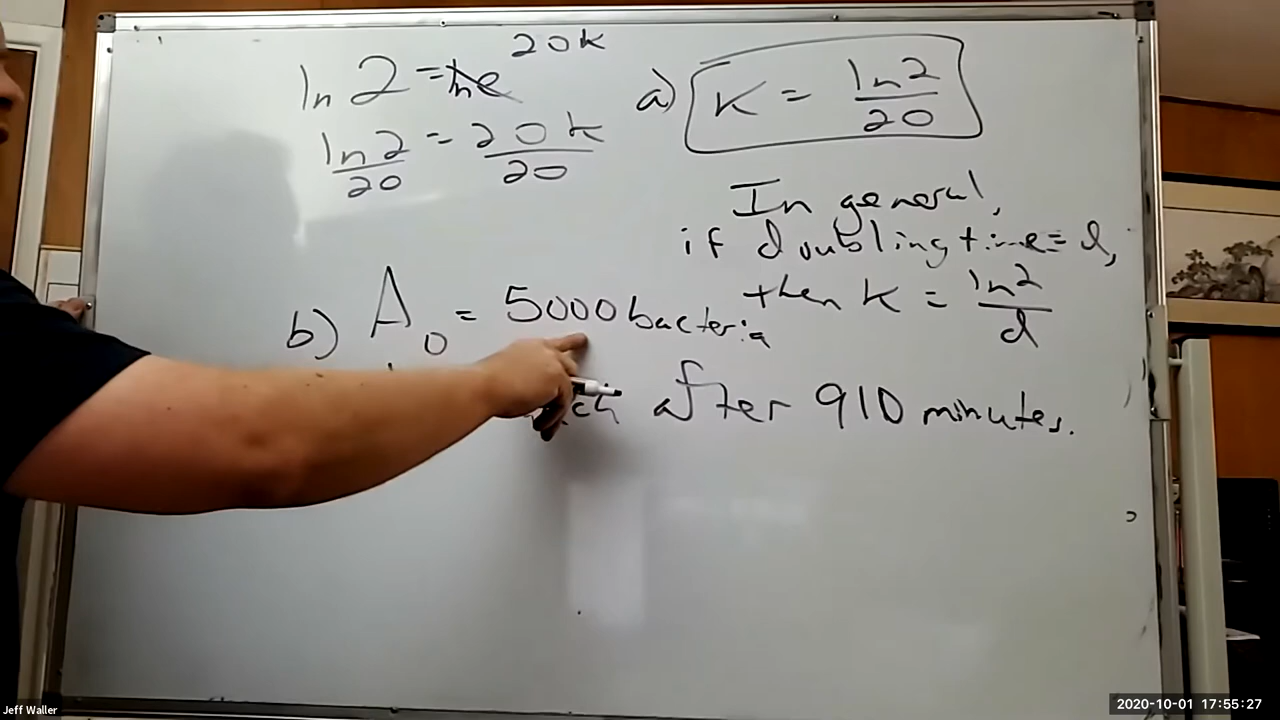 ln 2 = ln e^20k
ln2/20 = 20k/20
a) K = ln2/20
In general,
if doubling time = d,
then K = ln2/d
b) A₀ = 5000 bacteria
after 910 minutes.
Jeff Waller
2020-10-01 17:55:27